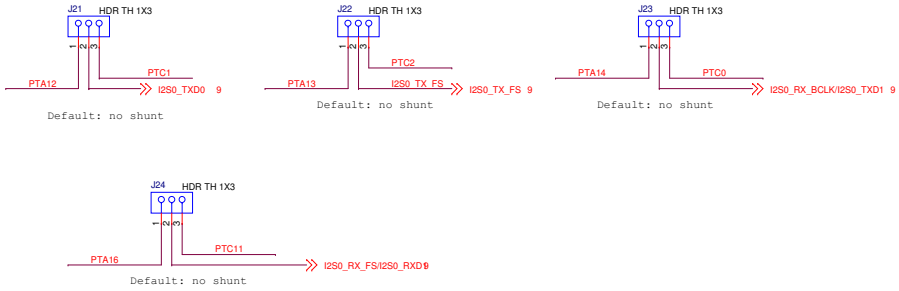 J21 HDR TH 1X3
1 2 3
PTC1
PTA12
I2S0_TXD0 9
Default: no shunt
J22 HDR TH 1X3
1 2 3
PTC2
PTA13
I2S0_TX_FS
I2S0_TX_FS 9
Default: no shunt
J23 HDR TH 1X3
1 2 3
PTA14
PTC0
I2S0_RX_BCLK/I2S0_TXD1 9
Default: no shunt
J24 HDR TH 1X3
1 2 3
PTC11
PTA16
I2S0_RX_FS/I2S0_RXD1 9
Default: no shunt